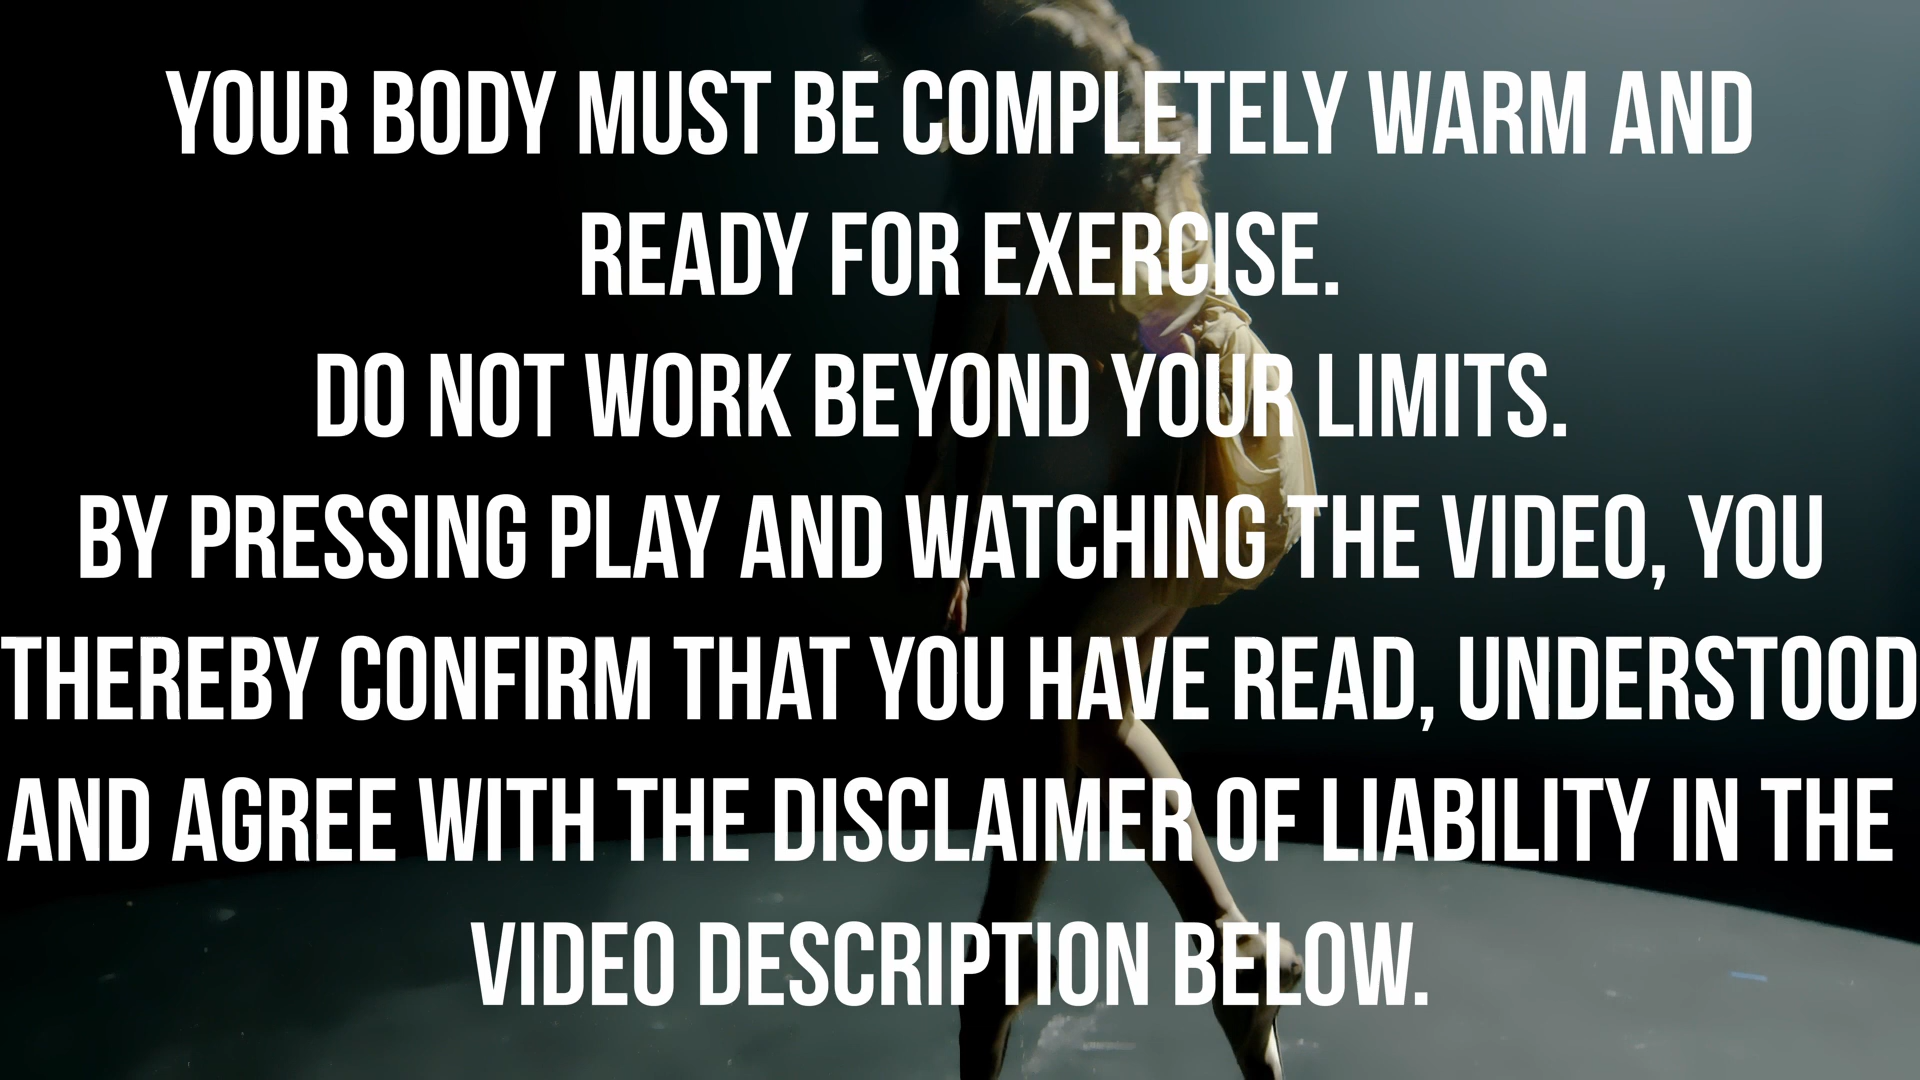 YOUR BODY MUST BE COMPLETELY WARM AND
READY FOR EXERCISE.
DO NOT WORK BEYOND YOUR LIMITS.
BY PRESSING PLAY AND WATCHING THE VIDEO, YOU
THEREBY CONFIRM THAT YOU HAVE READ, UNDERSTOOD
AND AGREE WITH THE DISCLAIMER OF LIABILITY IN THE
VIDEO DESCRIPTION BELOW.